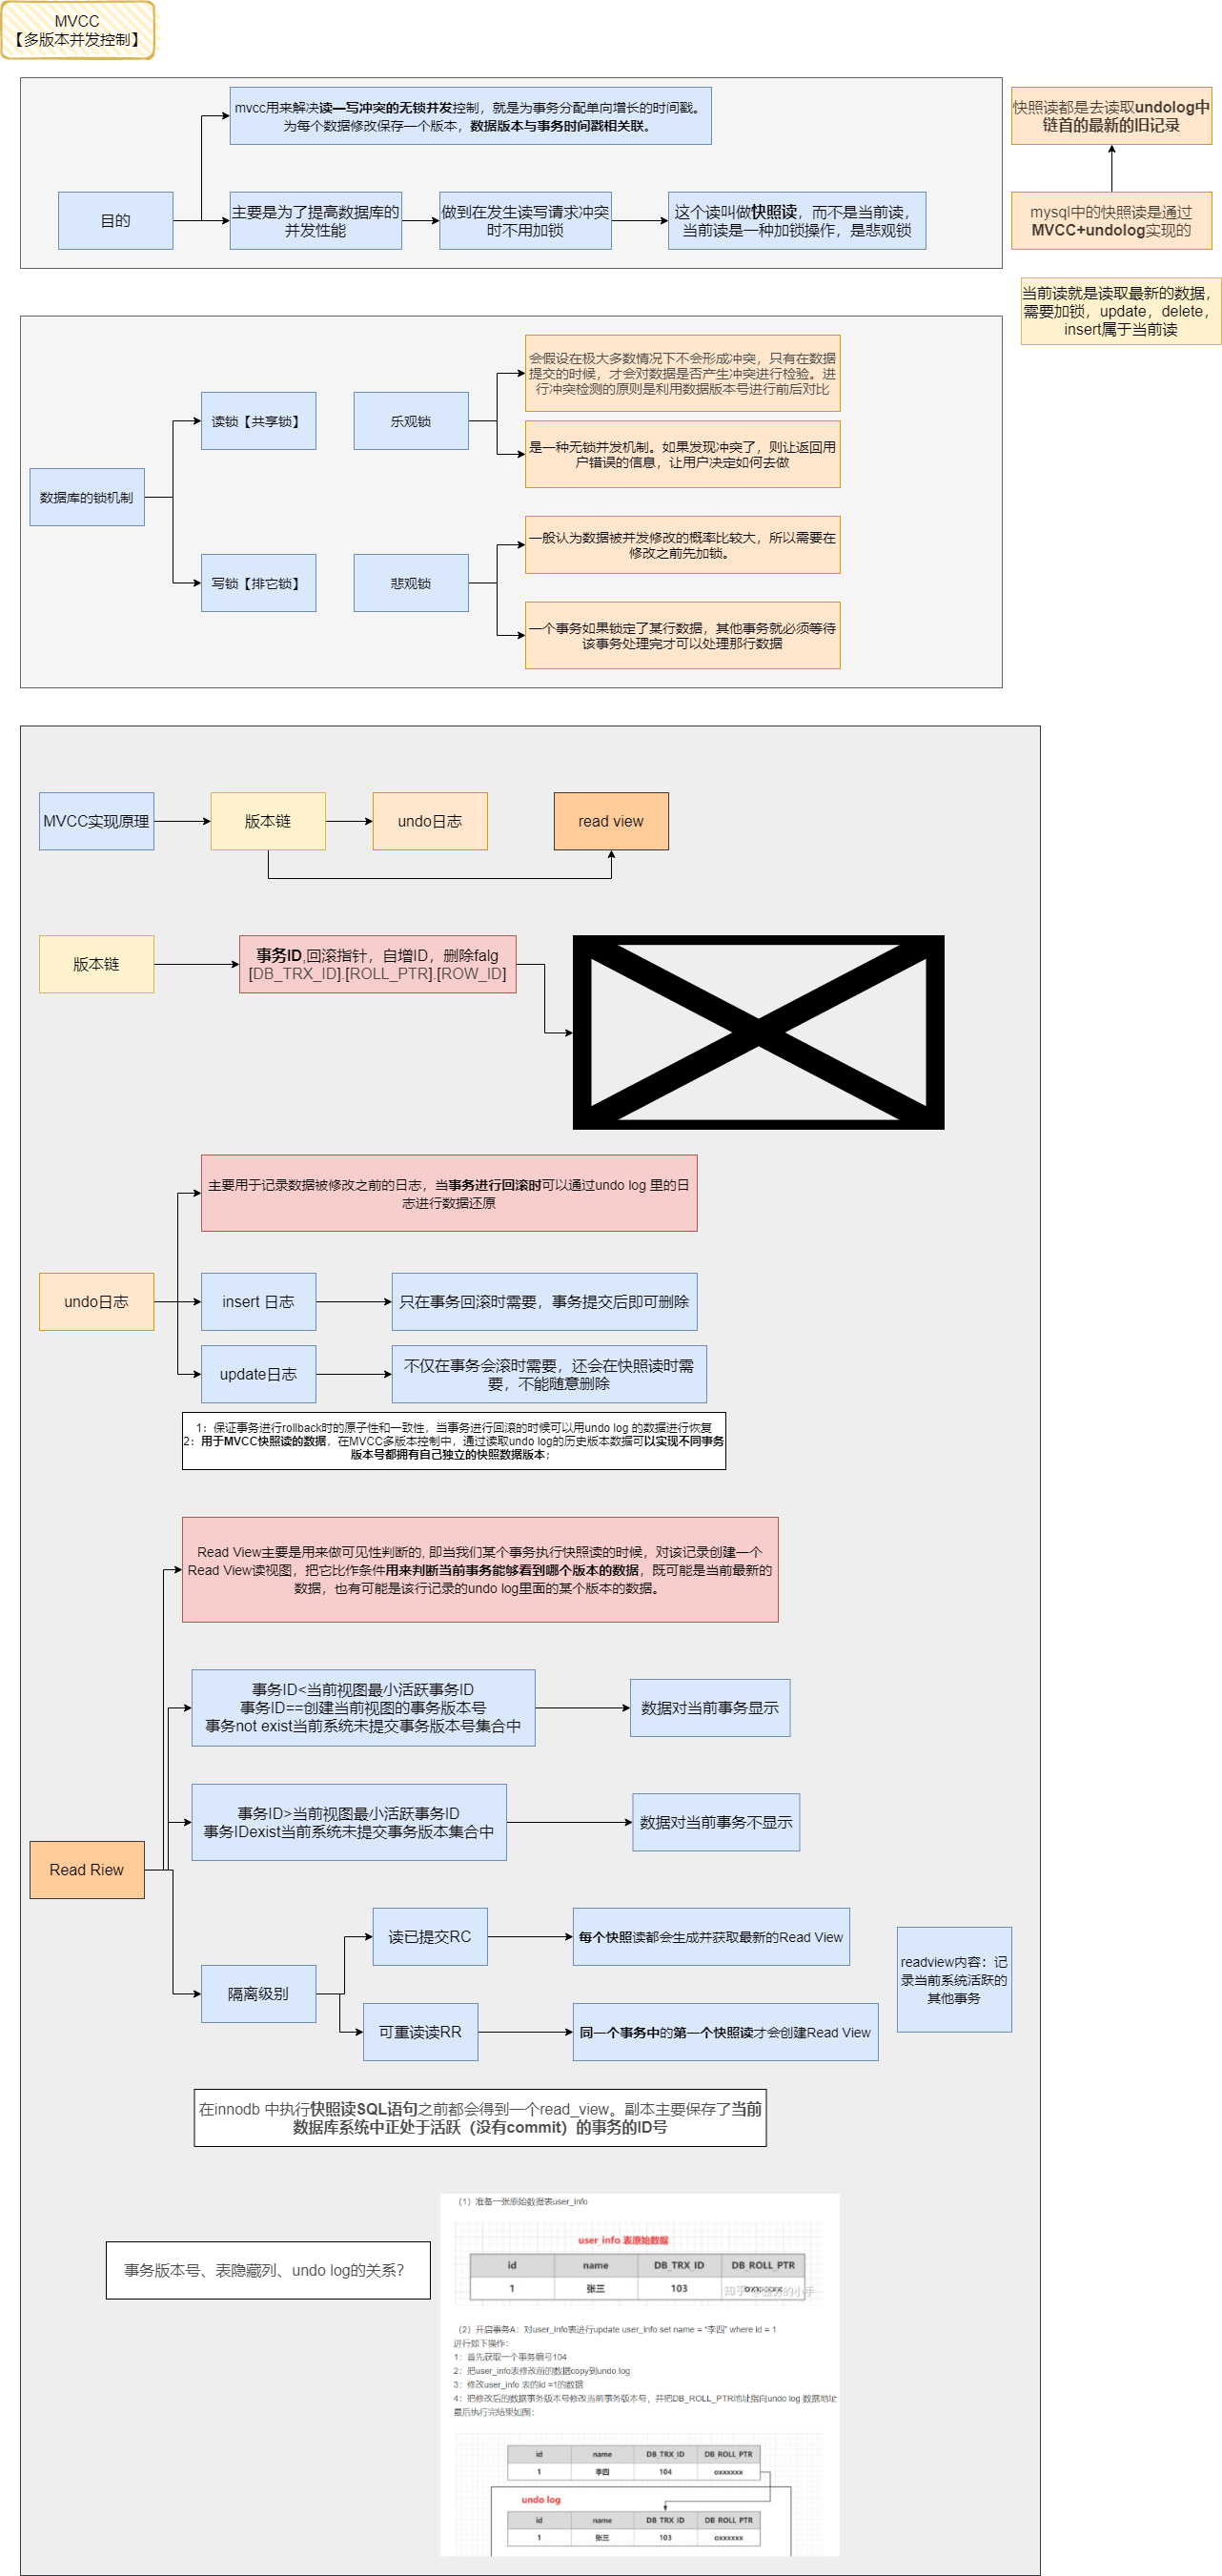 MVCC
【多版本并发控制】
mvcc用来解决读—写冲突的无锁并发控制，就是为事务分配单向增长的时间戳。
为每个数据修改保存一个版本，数据版本与事务时间戳相关联。
快照读都是去读取undolog中
链首的最新的旧记录
目的
主要是为了提高数据库的
并发性能
做到在发生读写请求冲突
时不用加锁
这个读叫做快照读，而不是当前读，
当前读是一种加锁操作，是悲观锁
mysql中的快照读是通过
MVCC+undolog实现的
当前读就是读取最新的数据，
需要加锁，update，delete，
insert属于当前读
会假设在极大多数情况下不会形成冲突，只有在数据
提交的时候，才会对数据是否产生冲突进行检验。进
行冲突检测的原则是利用数据版本号进行前后对比
读锁【共享锁】
乐观锁
是一种无锁并发机制。如果发现冲突了，则让返回用
户错误的信息，让用户决定如何去做
数据库的锁机制
一般认为数据被并发修改的概率比较大，所以需要在
修改之前先加锁。
写锁【排它锁】
悲观锁
一个事务如果锁定了某行数据，其他事务就必须等待
该事务处理完才可以处理那行数据
MVCC实现原理
版本链
undo日志
read view
版本链
事务ID,回滚指针，自增ID，删除falg
[DB_TRX_ID].[ROLL_PTR].[ROW_ID]
主要用于记录数据被修改之前的日志，当事务进行回滚时可以通过undo log 里的日
志进行数据还原
undo日志
insert 日志
只在事务回滚时需要，事务提交后即可删除
update日志
不仅在事务会滚时需要，还会在快照读时需
要，不能随意删除
1：保证事务进行rollback时的原子性和一致性，当事务进行回滚的时候可以用undo log 的数据进行恢复
2：用于MVCC快照读的数据，在MVCC多版本控制中，通过读取undo log的历史版本数据可以实现不同事务
版本号都拥有自己独立的快照数据版本；
Read View主要是用来做可见性判断的, 即当我们某个事务执行快照读的时候，对该记录创建一个
Read View读视图，把它比作条件用来判断当前事务能够看到哪个版本的数据，既可能是当前最新的
数据，也有可能是该行记录的undo log里面的某个版本的数据。
事务ID<当前视图最小活跃事务ID
事务ID==创建当前视图的事务版本号
事务not exist当前系统未提交事务版本号集合中
数据对当前事务显示
事务ID>当前视图最小活跃事务ID
事务IDexist当前系统未提交事务版本集合中
数据对当前事务不显示
Read Riew
读已提交RC
每个快照读都会生成并获取最新的Read View
readview内容：记
录当前系统活跃的
其他事务
隔离级别
可重读读RR
同一个事务中的第一个快照读才会创建Read View
在innodb 中执行快照读SQL语句之前都会得到一个read_view。副本主要保存了当前
数据库系统中正处于活跃（没有commit）的事务的ID号
事务版本号、表隐藏列、undo log的关系？
（1）准备一张原始数据表user_info
user_info 表原始数据
id name DB_TRX_ID DB_ROLL_PTR
1 张三 103
（2）开启事务A：对user_info表进行update user_info set name = "李四" where id = 1
进行如下操作：
1：首先获取一个事务编号104
2：把user_info表修改前的数据copy到undo log
3：修改user_info 表的id =1的数据
4：把修改后的数据事务版本号修改当前事务版本号，并把DB_ROLL_PTR地址指向undo log 数据地址
最后执行完结果如图：
id name DB_TRX_ID DB_ROLL_PTR
1 李四 104 oxxxxxx
undo log
id name DB_TRX_ID DB_ROLL_PTR
1 张三 103 oxxxxxx